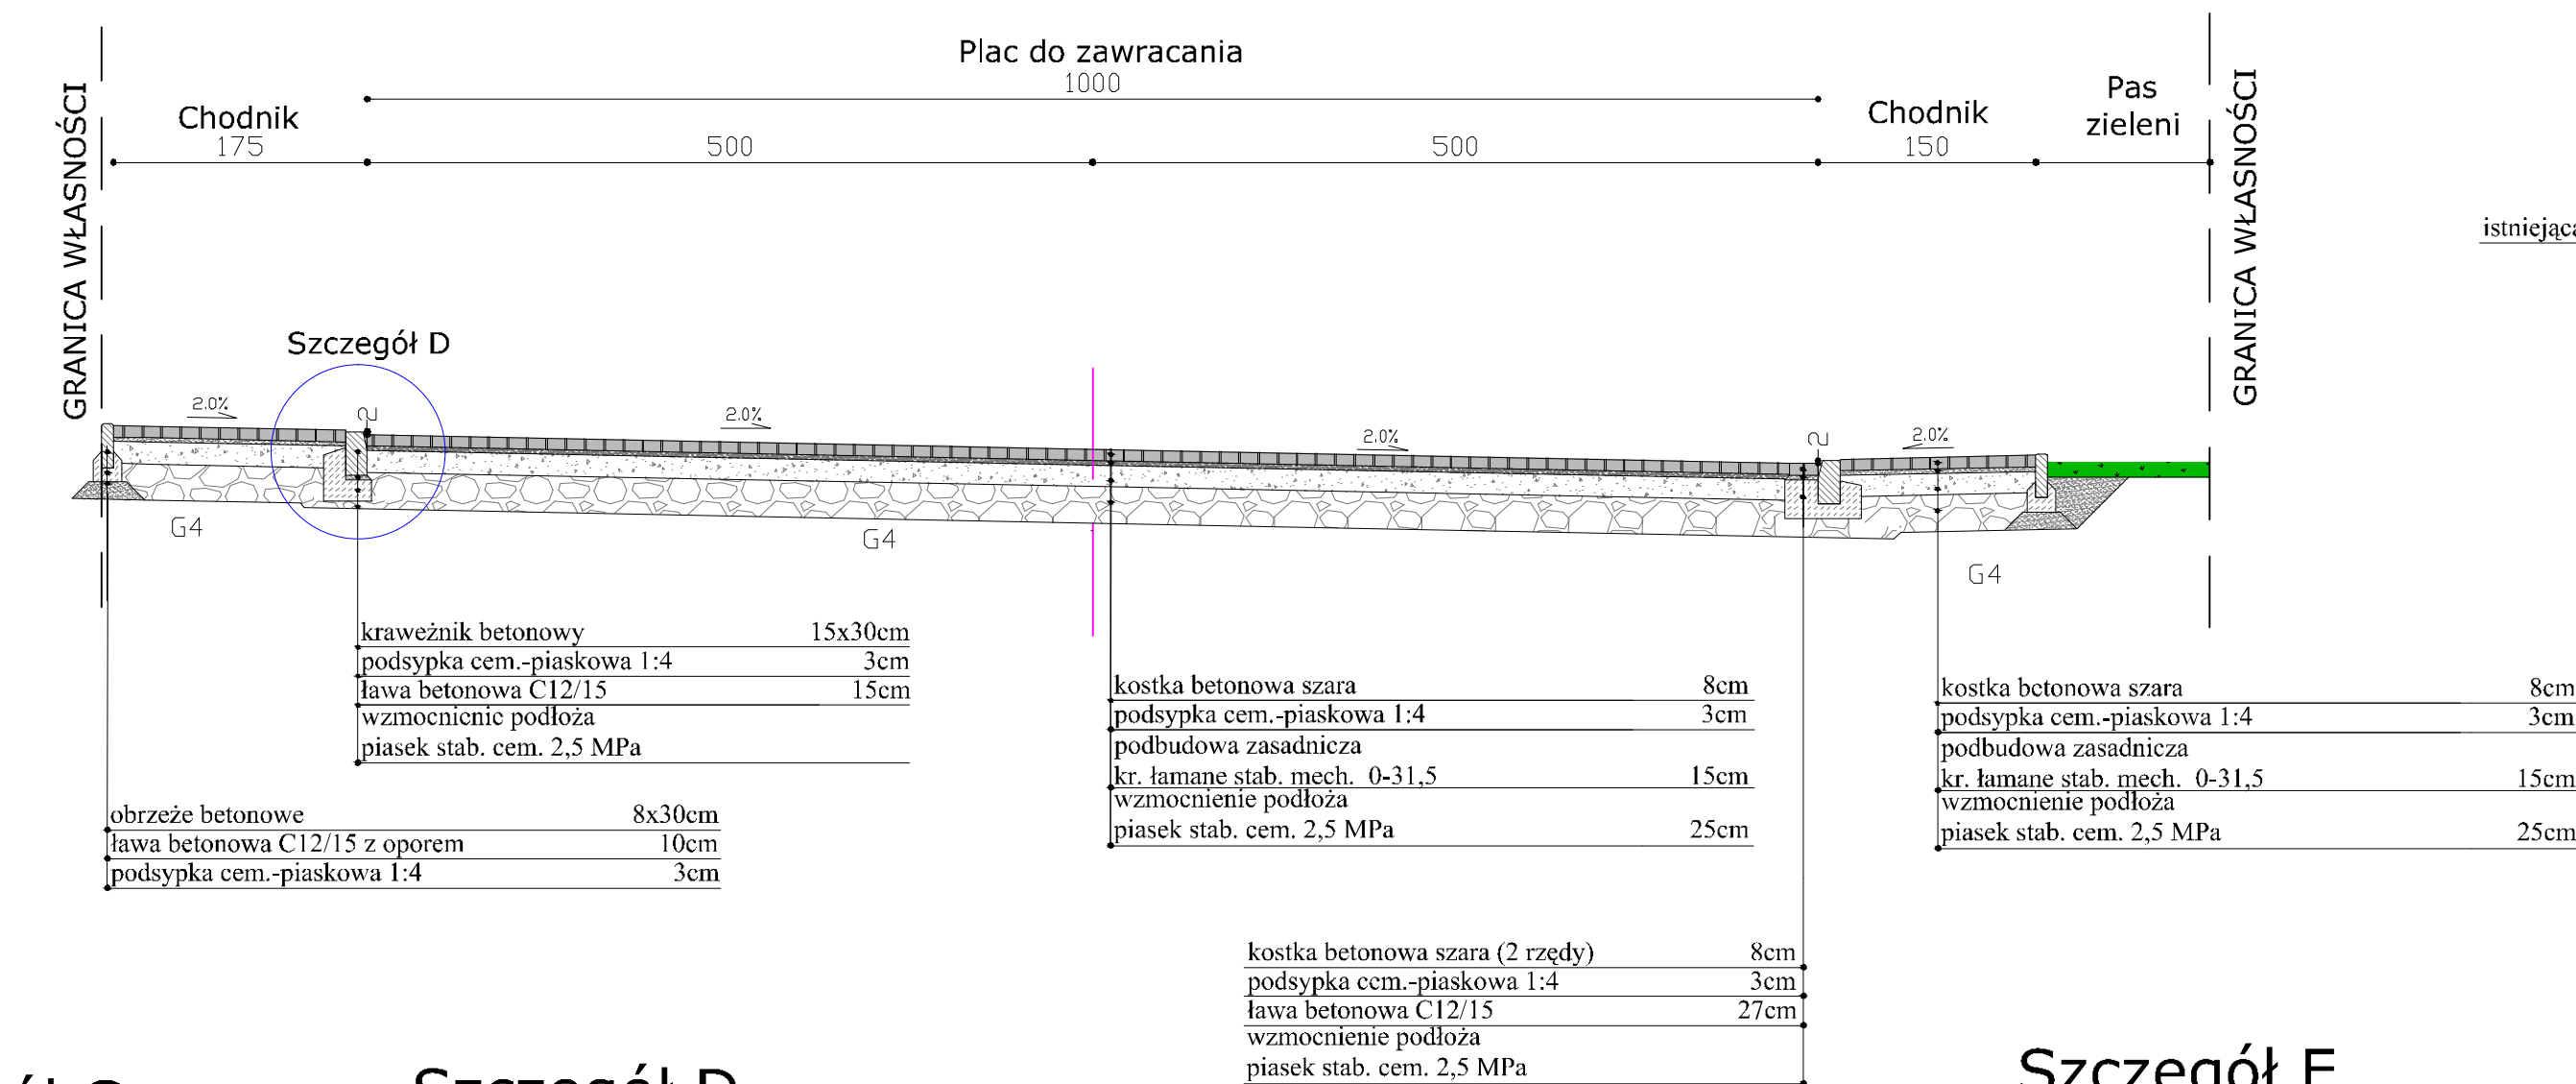 Plac do zawracania
1000
Chodnik
175
500
500
Chodnik
150
Pas
zieleni
GRANICA WŁASNOŚCI
GRANICA WŁASNOŚCI
istniejąca
Szczegół D
2.0%
2
2.0%
2.0%
2
2.0%
G4
G4
G4
kraweżnik betonowy 15x30cm
podsypka cem.-piaskowa 1:4 3cm
ława betonowa C12/15 15cm
wzmocnienie podłoża
piasek stab. cem. 2,5 MPa
obrzeże betonowe 8x30cm
ława betonowa C12/15 z oporem 10cm
podsypka cem.-piaskowa 1:4 3cm
kostka betonowa szara 8cm
podsypka cem.-piaskowa 1:4 3cm
podbudowa zasadnicza
kr. łamane stab. mech. 0-31,5 15cm
wzmocnienie podłoża
piasek stab. cem. 2,5 MPa 25cm
kostka betonowa szara 8cm
podsypka cem.-piaskowa 1:4 3cm
podbudowa zasadnicza
kr. łamane stab. mech. 0-31,5 15cm
wzmocnienie podłoża
piasek stab. cem. 2,5 MPa 25cm
kostka betonowa szara (2 rzędy) 8cm
podsypka cem.-piaskowa 1:4 3cm
ława betonowa C12/15 27cm
wzmocnienie podłoża
piasek stab. cem. 2,5 MPa
Szczegół D
Szczegół E